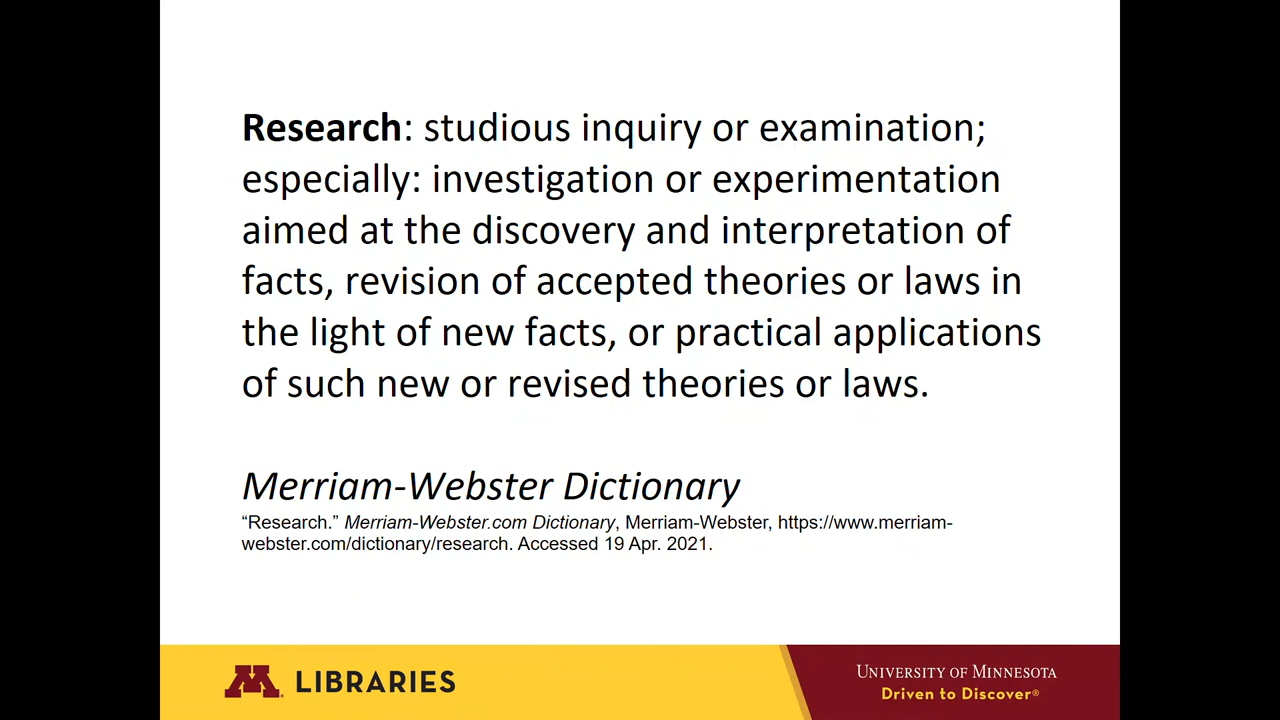 Research: studious inquiry or examination;
especially: investigation or experimentation
aimed at the discovery and interpretation of
facts, revision of accepted theories or laws in
the light of new facts, or practical applications
of such new or revised theories or laws.
Merriam-Webster Dictionary
“Research.” Merriam-Webster.com Dictionary, Merriam-Webster, https://www.merriam-
webster.com/dictionary/research. Accessed 19 Apr. 2021.
M LIBRARIES
UNIVERSITY OF MINNESOTA
Driven to Discover®